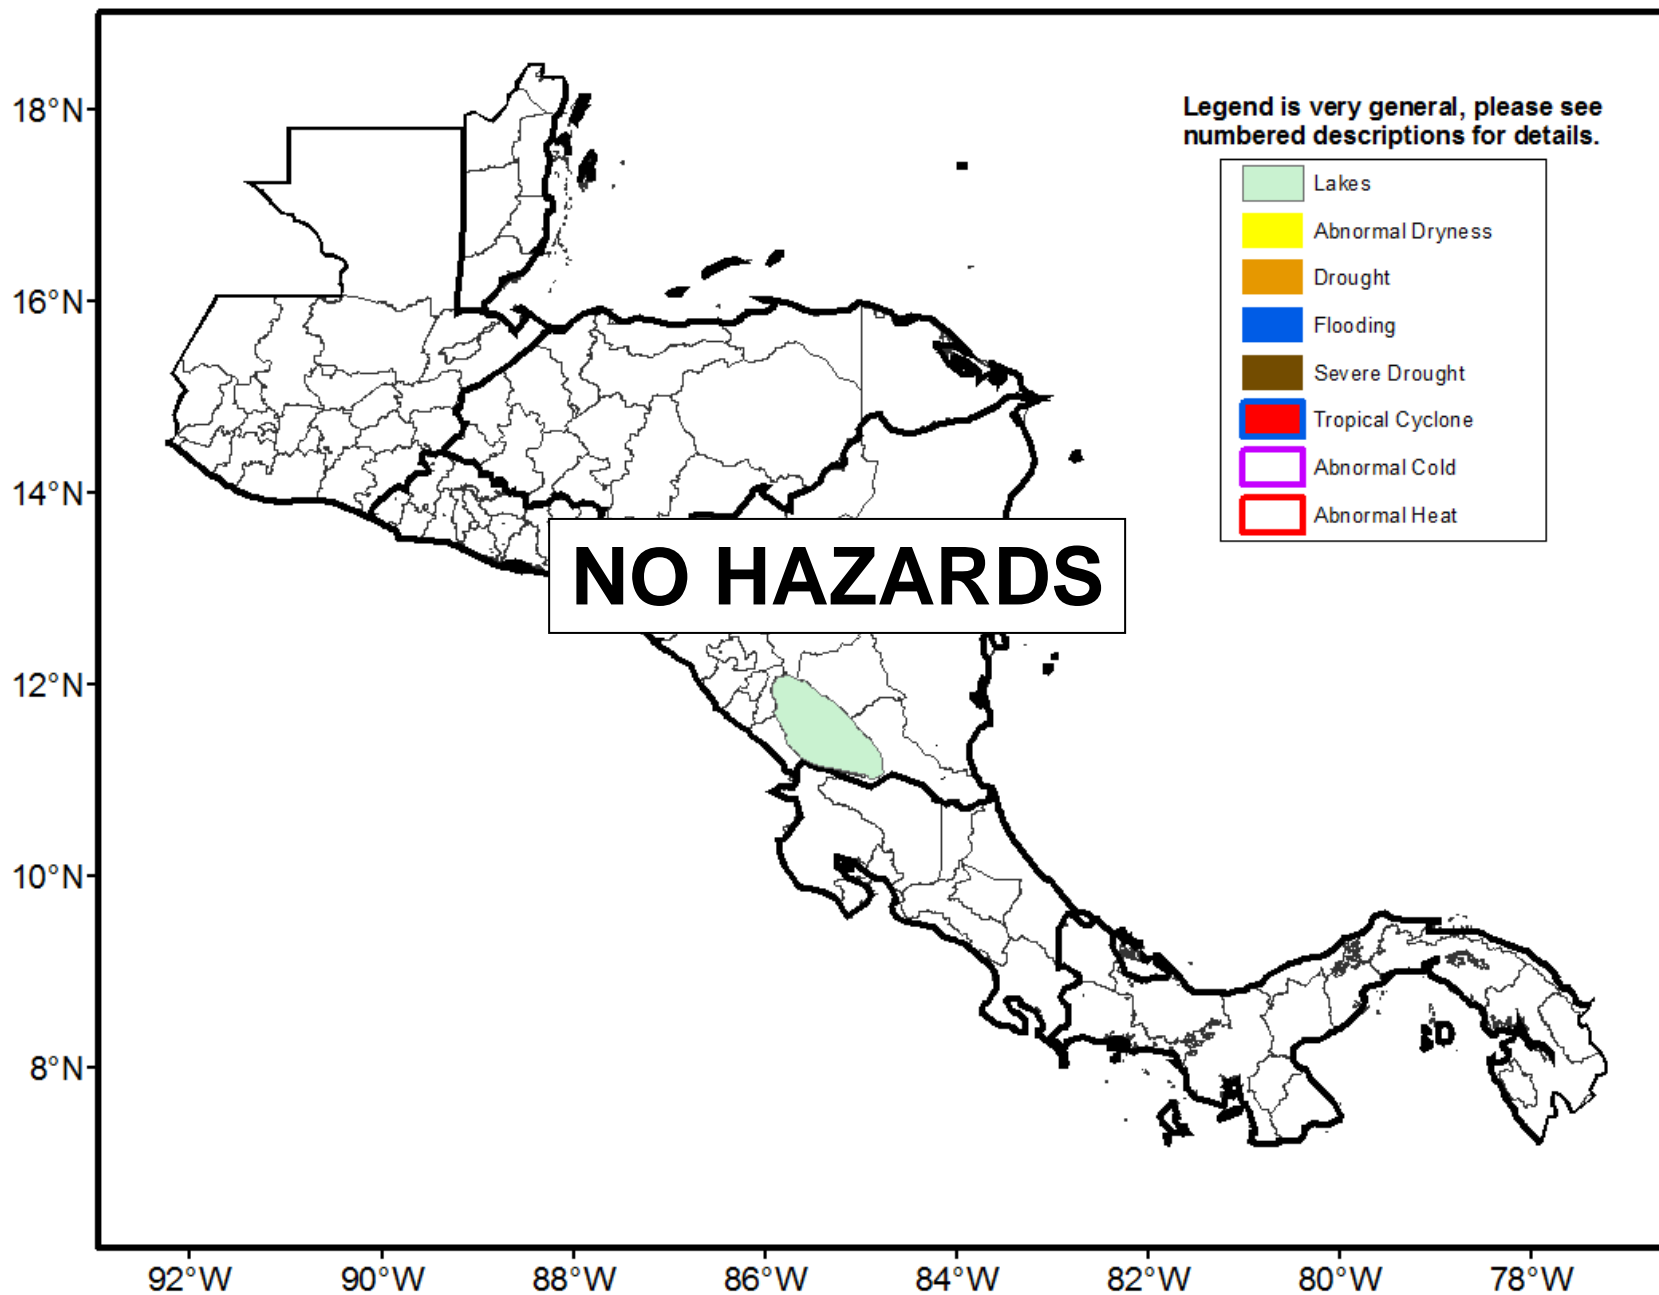 18°N
16°N
14°N
12°N
10°N
8°N
Legend is very general, please see
numbered descriptions for details.
Lakes
Abnormal Dryness
Drought
Flooding
Severe Drought
Tropical Cyclone
Abnormal Cold
Abnormal Heat
NO HAZARDS
92°W 90°W 88°W 86°W 84°W 82°W 80°W 78°W